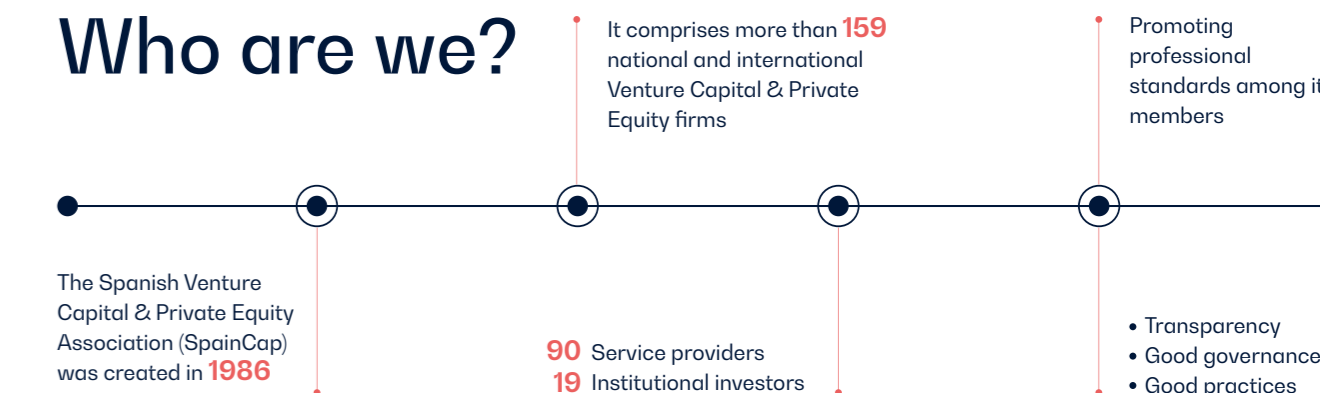 Who are we?
It comprises more than 159
national and international
Venture Capital & Private
Equity firms
Promoting
professional
standards among
members
The Spanish Venture
Capital & Private Equity
Association (SpainCap)
was created in 1986
90 Service providers
19 Institutional investors
• Transparency
• Good governance
• Good practices